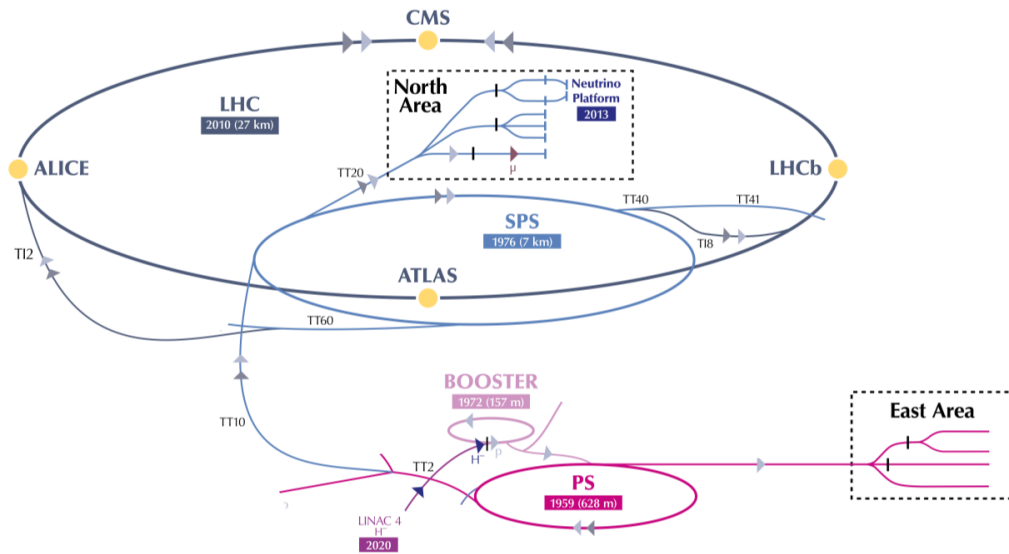 CMS
North
Area
Neutrino
Platform
2013
LHC
2010 (27 km)
μ
ALICE
LHCb
TT20
TT40
TT41
SPS
1976 (7 km)
TI8
TI2
ATLAS
TT60
BOOSTER
1972 (157 m)
East Area
TT10
H⁻
p
TT2
PS
1959 (628 m)
LINAC 4
H⁻
2020